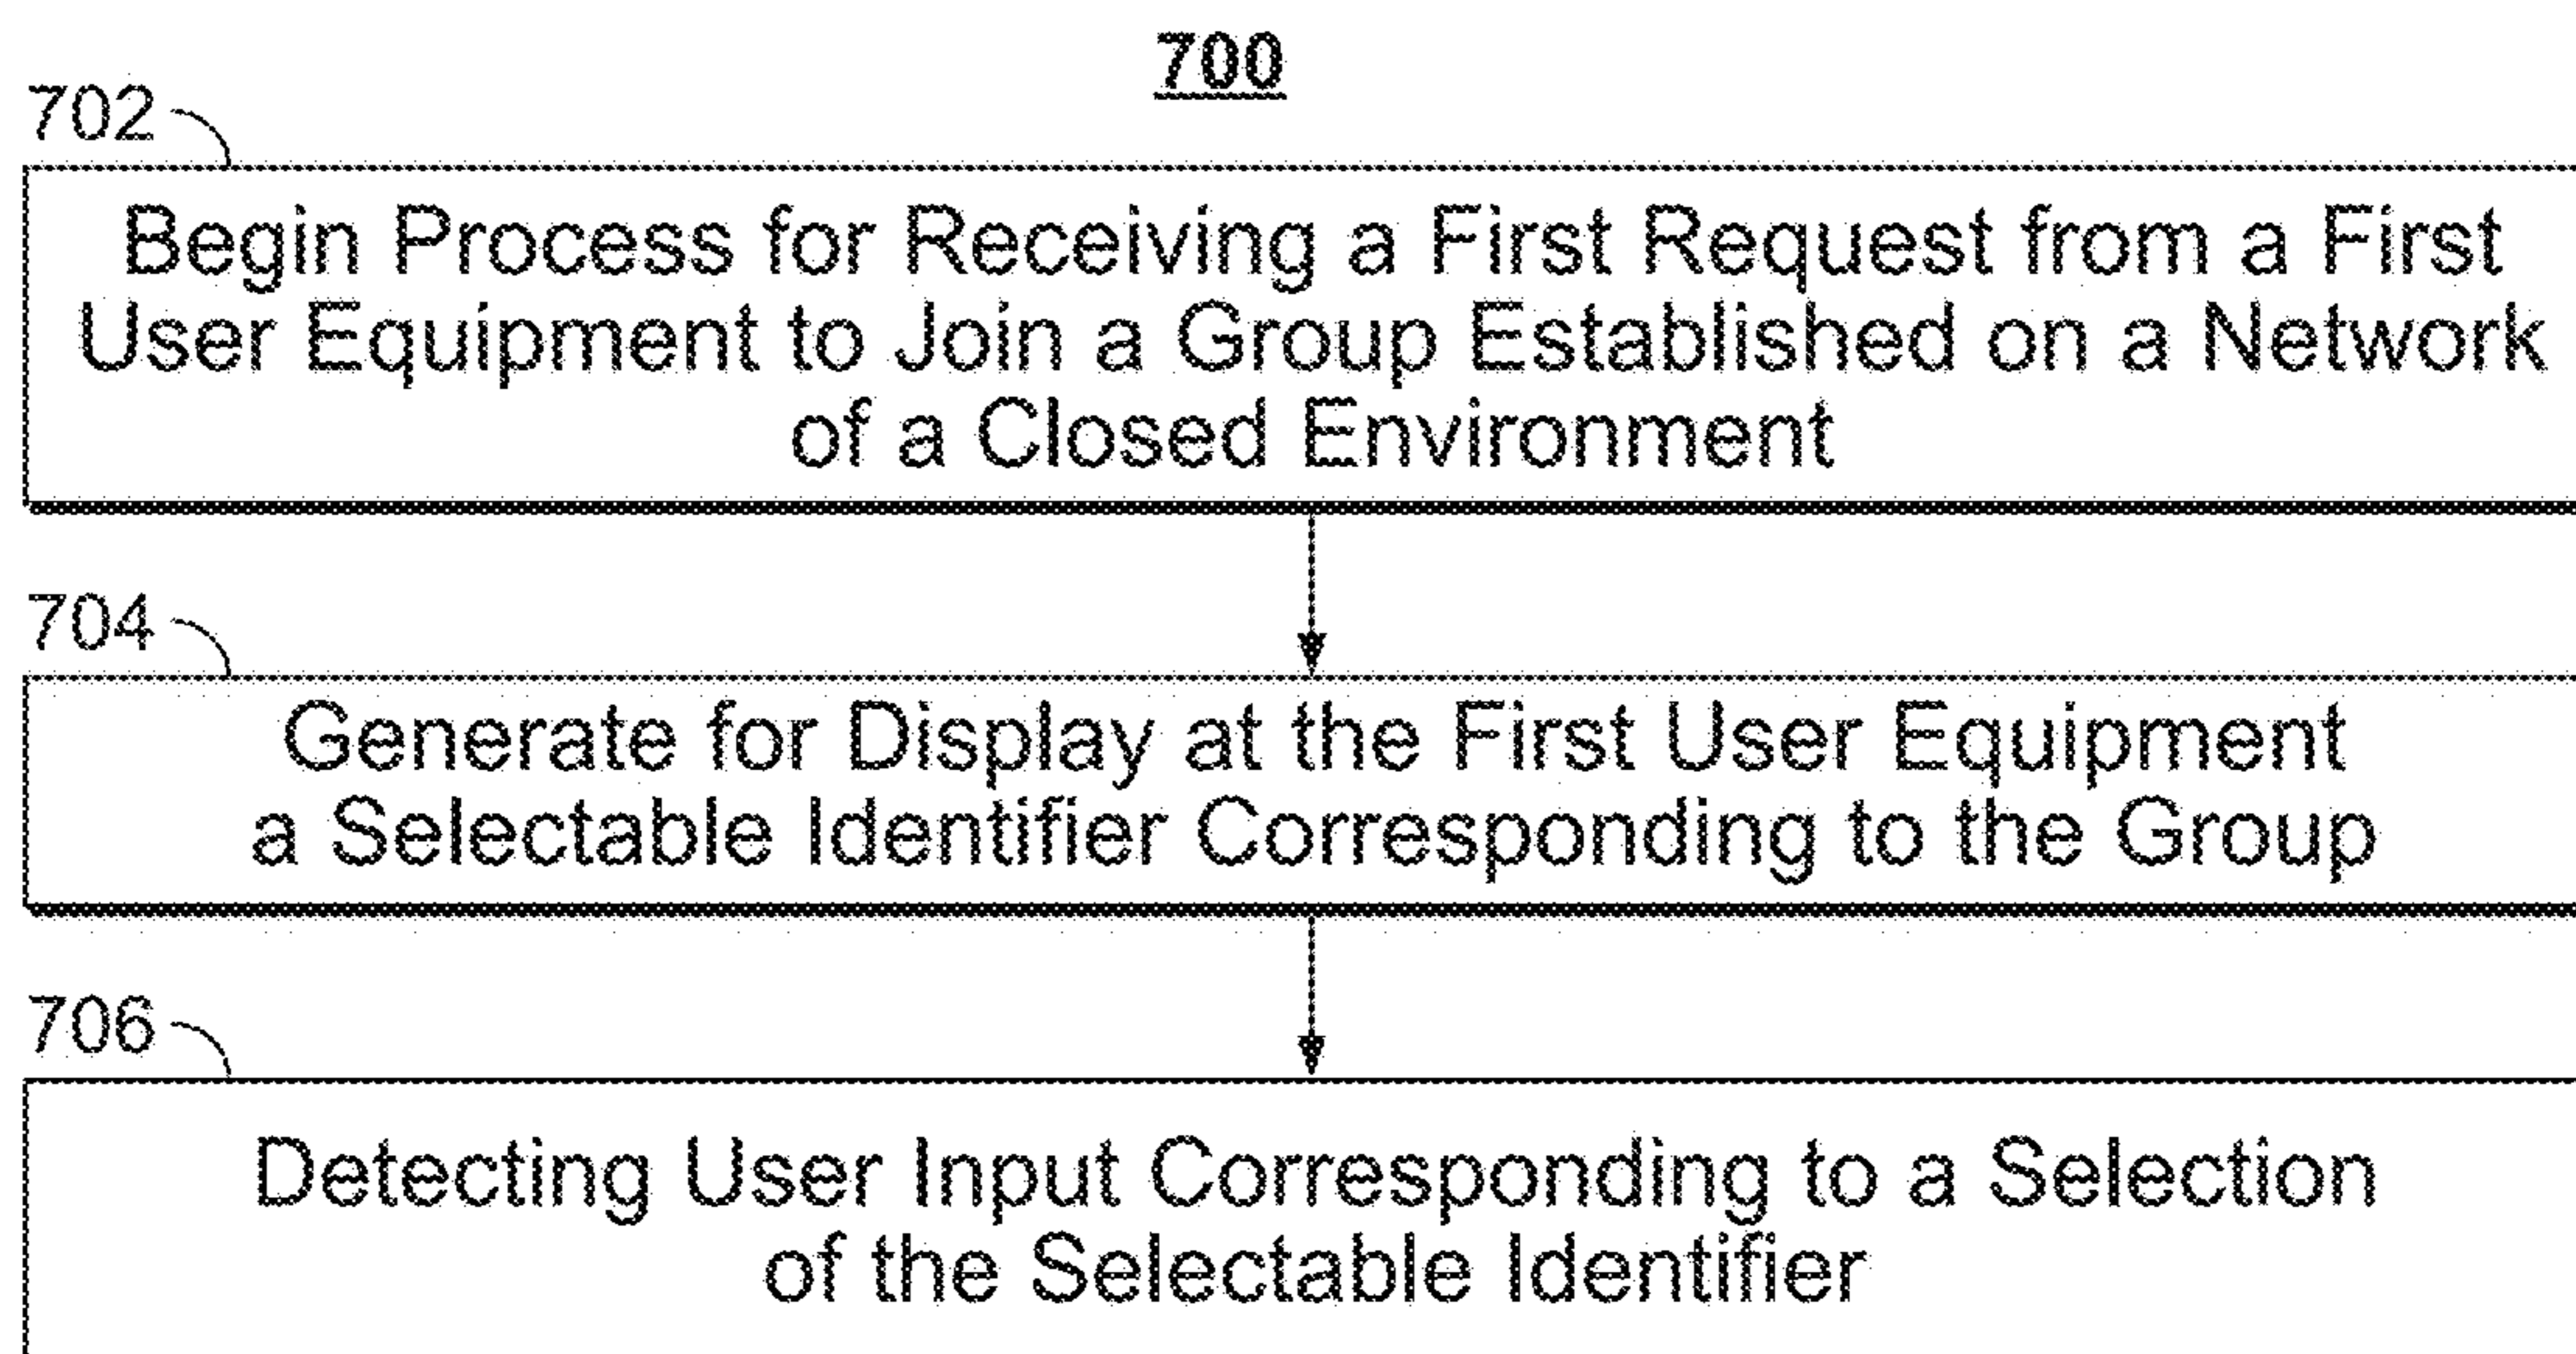 700
702
Begin Process for Receiving a First Request from a First
User Equipment to Join a Group Established on a Network
of a Closed Environment
704
Generate for Display at the First User Equipment
a Selectable Identifier Corresponding to the Group
706
Detecting User Input Corresponding to a Selection
of the Selectable Identifier